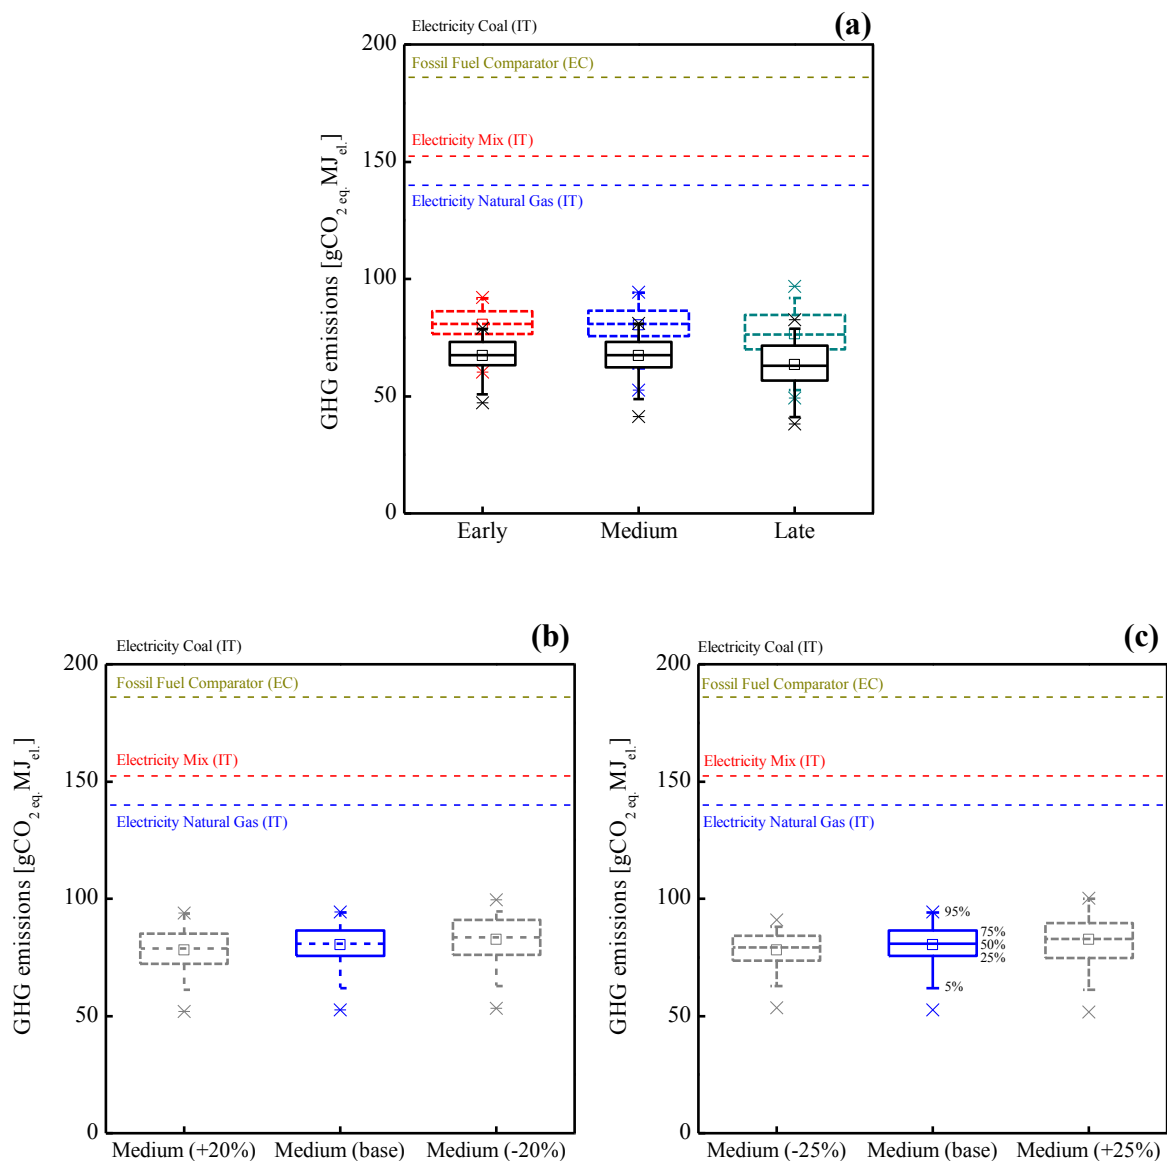 Electricity Coal (IT)
(a)
200
Fossil Fuel Comparator (EC)
Electricity Mix (IT)
150
Electricity Natural Gas (IT)
GHG emissions [gCO2 eq. MJel.]
100
50
0
Early Medium Late
Electricity Coal (IT)
(b)
200
Fossil Fuel Comparator (EC)
Electricity Mix (IT)
150
Electricity Natural Gas (IT)
GHG emissions [gCO2 eq. MJel.]
100
50
0
Medium (+20%) Medium (base) Medium (-20%)
Electricity Coal (IT)
(c)
200
Fossil Fuel Comparator (EC)
Electricity Mix (IT)
150
Electricity Natural Gas (IT)
GHG emissions [gCO2 eq. MJel.]
100
95%
75%
50%
25%
5%
50
0
Medium (-25%) Medium (base) Medium (+25%)